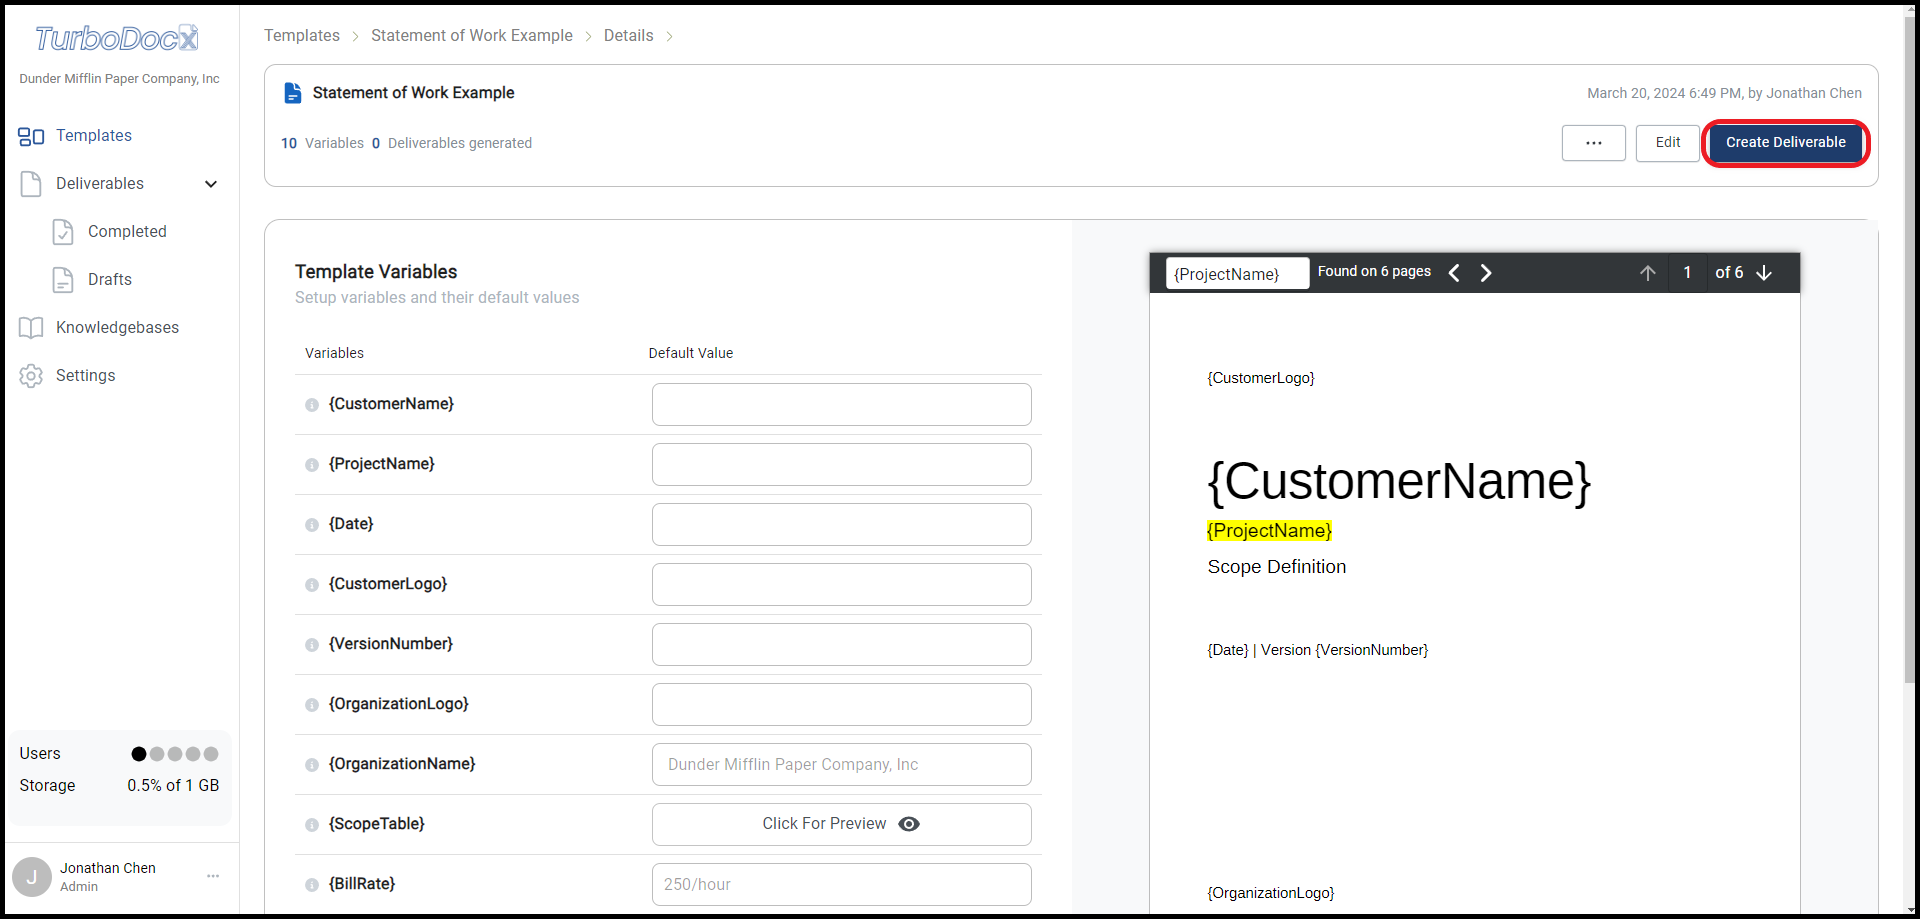 TurboDocX
Dunder Mifflin Paper Company, Inc
Templates
Deliverables
Completed
Drafts
Knowledgebases
Settings
Users
Storage 0.5% of 1 GB
J
Jonathan Chen
Admin
Templates > Statement of Work Example > Details >
Statement of Work Example
March 20, 2024 6:49 PM, by Jonathan Chen
10 Variables 0 Deliverables generated
... Edit Create Deliverable
Template Variables
Setup variables and their default values
Variables Default Value
{CustomerName}
{ProjectName}
{Date}
{CustomerLogo}
{VersionNumber}
{OrganizationLogo}
{OrganizationName} Dunder Mifflin Paper Company, Inc
{ScopeTable} Click For Preview
{BillRate} 250/hour
{ProjectName} Found on 6 pages 1 of 6
{CustomerLogo}
{CustomerName}
{ProjectName}
Scope Definition
{Date} | Version {VersionNumber}
{OrganizationLogo}